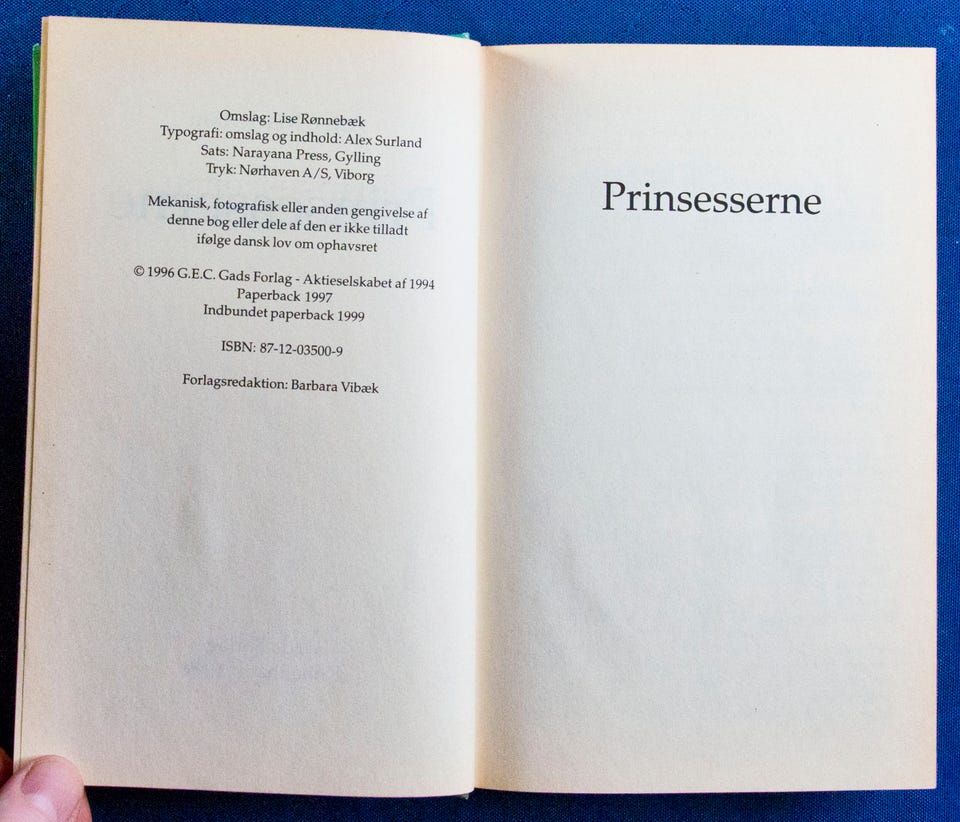 Omslag: Lise Rønnebæk
Typografi: omslag og indhold: Alex Surland
Sats: Narayana Press, Gylling
Tryk: Nørhaven A/S, Viborg
Mekanisk, fotografisk eller anden gengivelse af
denne bog eller dele af den er ikke tilladt
ifølge dansk lov om ophavsret
© 1996 G.E.C. Gads Forlag - Aktieselskabet af 1994
Paperback 1997
Indbundet paperback 1999
ISBN: 87-12-03500-9
Forlagsredaktion: Barbara Vibæk
Prinsesserne